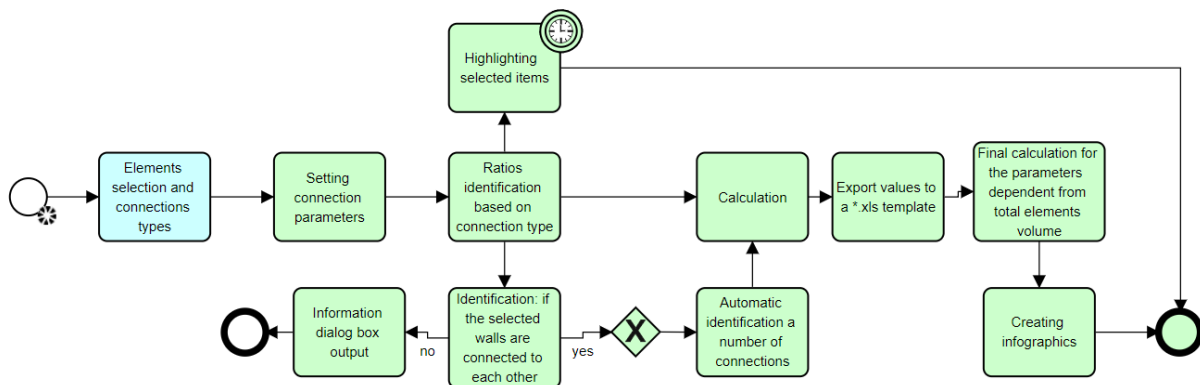 Highlighting
selected items
Elements
selection and
connections
types
Setting
connection
parameters
Ratios
identification
based on
connection type
Calculation
Export values to
a *.xls template
Final calculation for
the parameters
dependent from
total elements
volume
Information
dialog box
output
no
Identification: if
the selected
walls are
connected to
each other
yes
X
Automatic
identification a
number of
connections
Creating
infographics